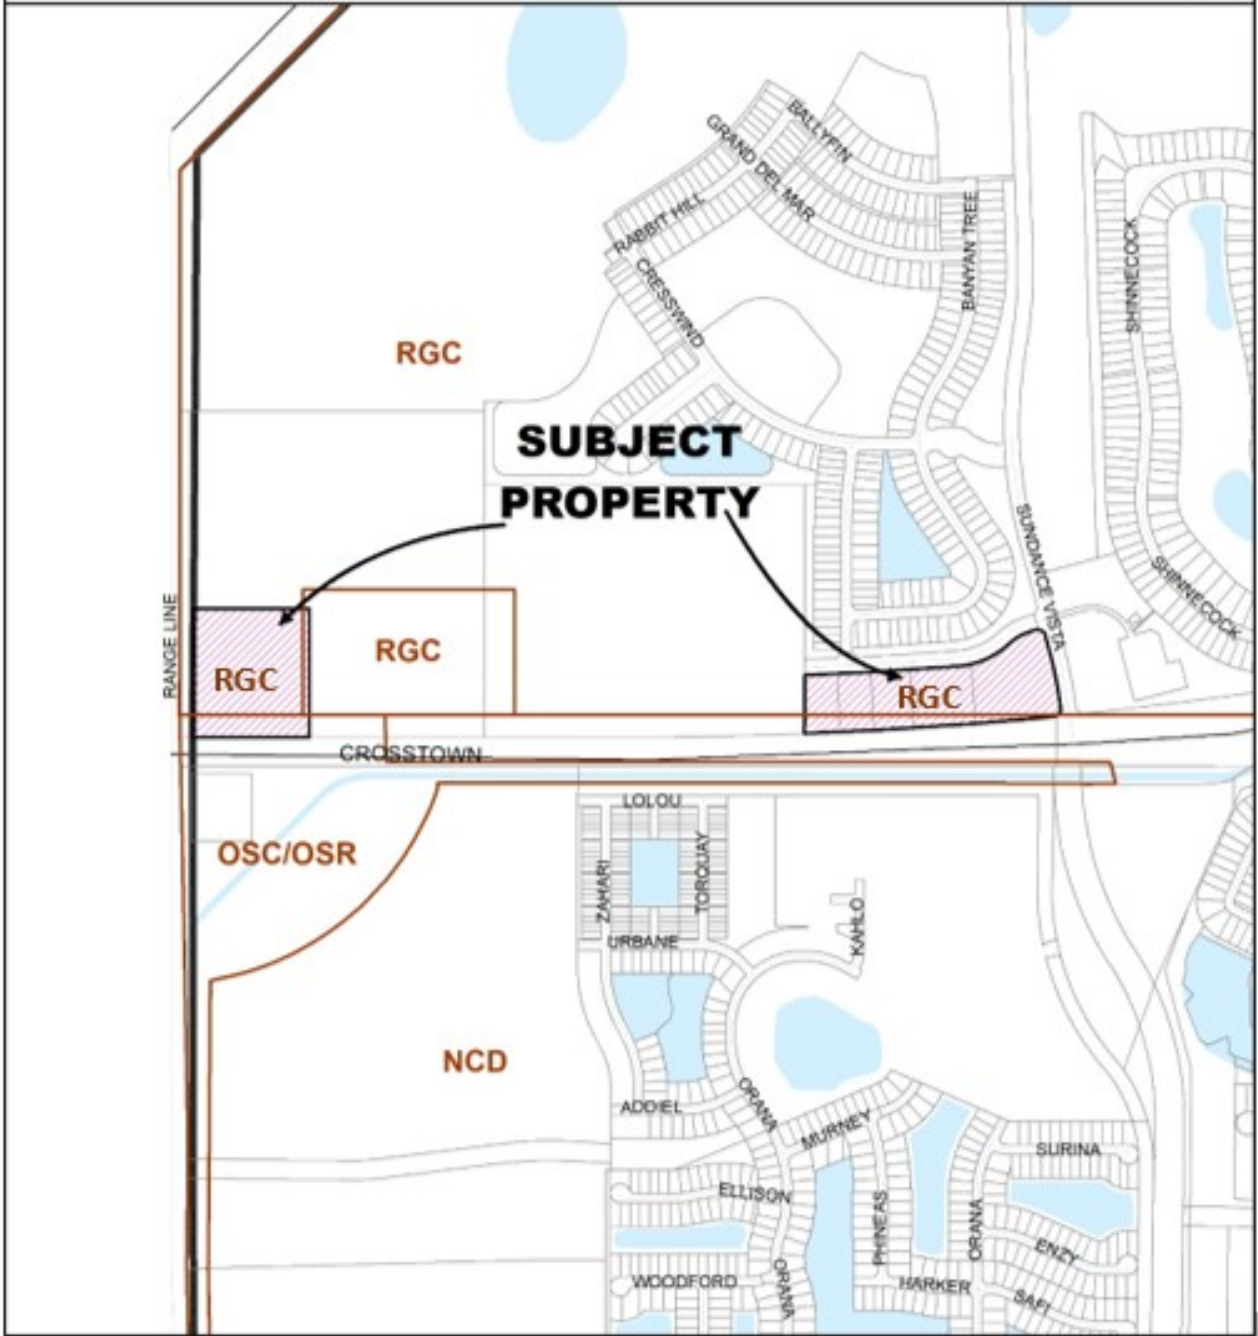 BALLYFIN
GRAND DEL MAR
RABBIT HILL
BANYAN TREE
SHINNECOCK
CRESSWIND
RGC
SUBJECT
PROPERTY
SUNDANCE VISTA
SHINNECOCK
RANGE LINE
RGC
RGC
RGC
CROSSTOWN
LOLOU
OSC/OSR
ZAHARI
TORQUAY
KAHLO
URBANE
NCD
ADDIEL
ORANA
MURNEY
SURINA
ELLISON
PHINEAS
ORANA
ENZY
WOODFORD
ORANA
HARKER
SAFI